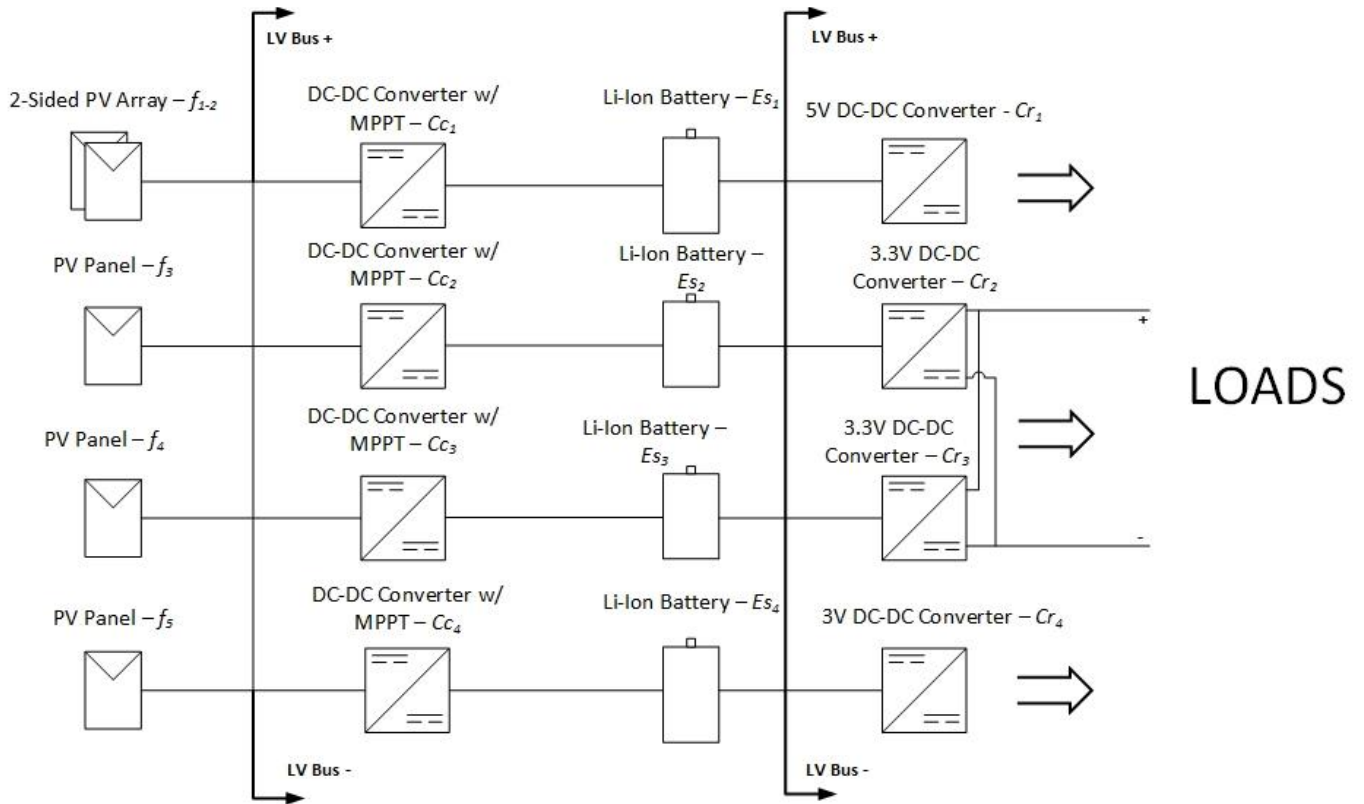 LV Bus +
LV Bus +
2-Sided PV Array – f1-2
DC-DC Converter w/
MPPT – Cc1
Li-Ion Battery – Es1
5V DC-DC Converter - Cr1
PV Panel – f3
DC-DC Converter w/
MPPT – Cc2
Li-Ion Battery –
Es2
3.3V DC-DC
Converter – Cr2
+
LOADS
PV Panel – f4
DC-DC Converter w/
MPPT – Cc3
Li-Ion Battery –
Es3
3.3V DC-DC
Converter – Cr3
-
PV Panel – f5
DC-DC Converter w/
MPPT – Cc4
Li-Ion Battery – Es4
3V DC-DC Converter – Cr4
LV Bus -
LV Bus -